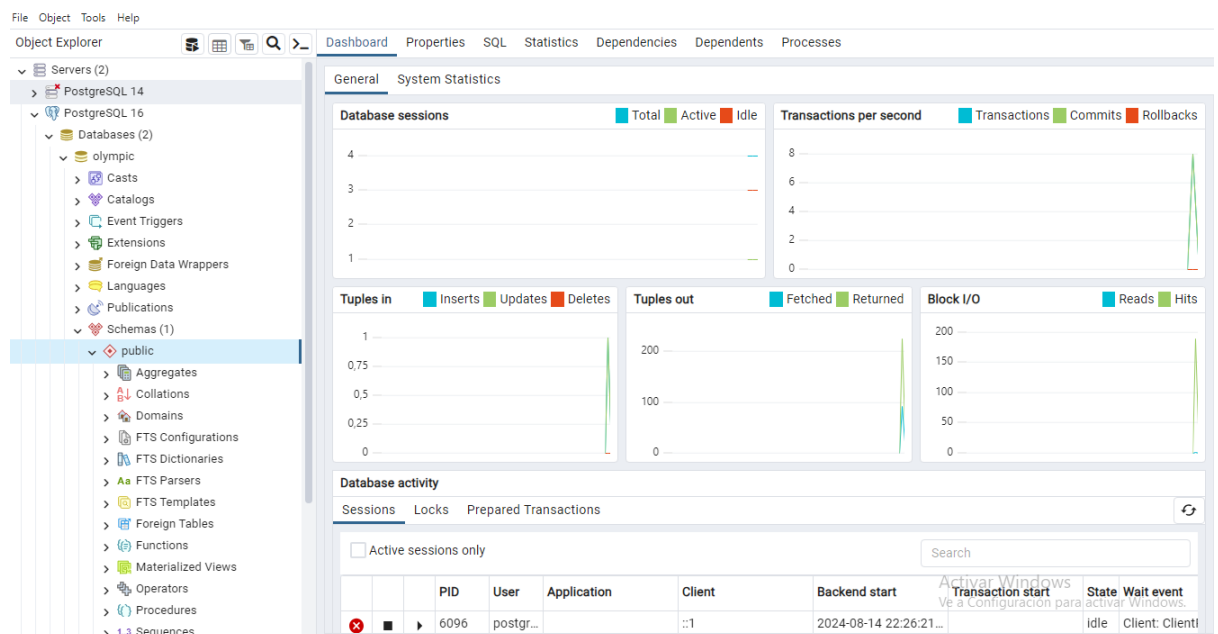 File Object Tools Help
Object Explorer
Dashboard Properties SQL Statistics Dependencies Dependents Processes
Servers (2)
PostgreSQL 14
PostgreSQL 16
Databases (2)
olympic
Casts
Catalogs
Event Triggers
Extensions
Foreign Data Wrappers
Languages
Publications
Schemas (1)
public
Aggregates
Collations
Domains
FTS Configurations
FTS Dictionaries
Aa FTS Parsers
FTS Templates
Foreign Tables
Functions
Materialized Views
Operators
Procedures
1..3 Sequences
General System Statistics
Database sessions Total Active Idle
4
3
2
1
Transactions per second Transactions Commits Rollbacks
8
6
4
2
0
Tuples in Inserts Updates Deletes
1
0,75
0,5
0,25
0
Tuples out Fetched Returned
200
100
0
Block I/O Reads Hits
200
150
100
50
0
Database activity
Sessions Locks Prepared Transactions
Active sessions only
Search
PID User Application Client Backend start Transaction start State Wait event
6096 postgr... ::1 2024-08-14 22:26:21... idle Client: Client
Activar Windows
Ve a Configuración para activar Windows.